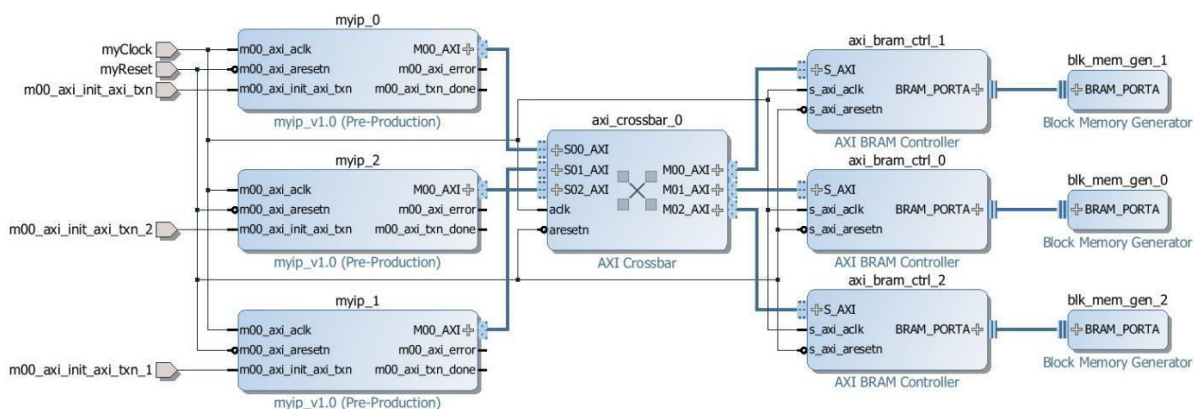 myClock
myReset
m00_axi_init_axi_txn
m00_axi_init_axi_txn_2
m00_axi_init_axi_txn_1
myip_0
m00_axi_aclk
m00_axi_aresetn
m00_axi_init_axi_txn
M00_AXI
m00_axi_error
m00_axi_txn_done
myip_v1.0 (Pre-Production)
myip_2
m00_axi_aclk
m00_axi_aresetn
m00_axi_init_axi_txn
M00_AXI
m00_axi_error
m00_axi_txn_done
myip_v1.0 (Pre-Production)
myip_1
m00_axi_aclk
m00_axi_aresetn
m00_axi_init_axi_txn
M00_AXI
m00_axi_error
m00_axi_txn_done
myip_v1.0 (Pre-Production)
axi_crossbar_0
S00_AXI
S01_AXI
S02_AXI
aclk
aresetn
M00_AXI
M01_AXI
M02_AXI
AXI Crossbar
axi_bram_ctrl_1
S_AXI
s_axi_aclk
s_axi_aresetn
BRAM_PORTA
AXI BRAM Controller
axi_bram_ctrl_0
S_AXI
s_axi_aclk
s_axi_aresetn
BRAM_PORTA
AXI BRAM Controller
axi_bram_ctrl_2
S_AXI
s_axi_aclk
s_axi_aresetn
BRAM_PORTA
AXI BRAM Controller
blk_mem_gen_1
BRAM_PORTA
Block Memory Generator
blk_mem_gen_0
BRAM_PORTA
Block Memory Generator
blk_mem_gen_2
BRAM_PORTA
Block Memory Generator